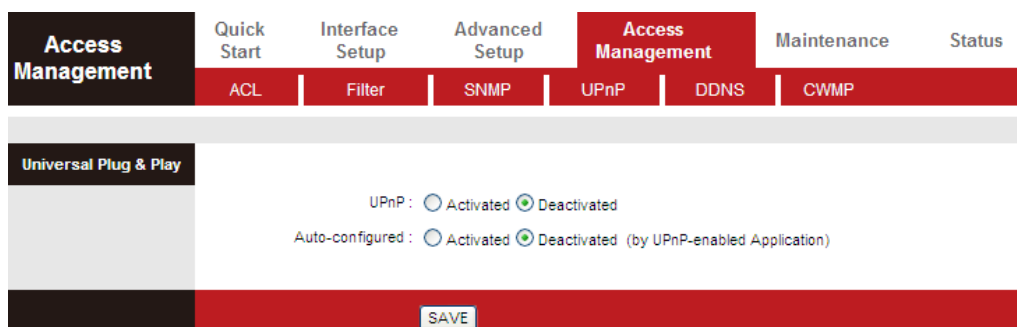 Access Management
Quick Start
Interface Setup
Advanced Setup
Access Management
Maintenance
Status
ACL
Filter
SNMP
UPnP
DDNS
CWMP
Universal Plug & Play
UPnP : Activated Deactivated
Auto-configured : Activated Deactivated (by UPnP-enabled Application)
SAVE